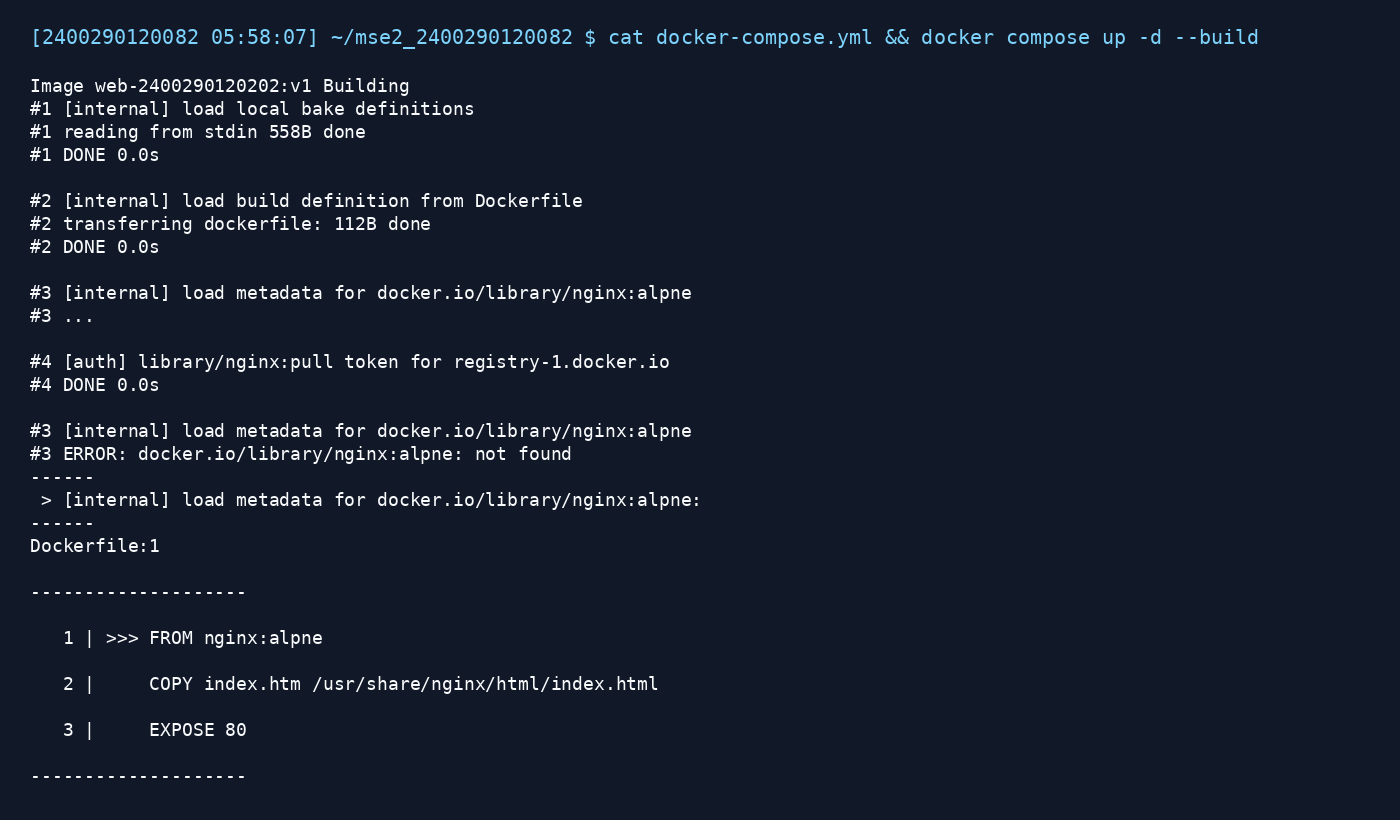 [2400290120082 05:58:07] ~/mse2_2400290120082 $ cat docker-compose.yml && docker compose up -d --build
Image web-2400290120202:v1 Building
#1 [internal] load local bake definitions
#1 reading from stdin 558B done
#1 DONE 0.0s
#2 [internal] load build definition from Dockerfile
#2 transferring dockerfile: 112B done
#2 DONE 0.0s
#3 [internal] load metadata for docker.io/library/nginx:alpne
#3 ...
#4 [auth] library/nginx:pull token for registry-1.docker.io
#4 DONE 0.0s
#3 [internal] load metadata for docker.io/library/nginx:alpne
#3 ERROR: docker.io/library/nginx:alpne: not found
------
 > [internal] load metadata for docker.io/library/nginx:alpne:
------
Dockerfile:1
--------------------
   1 | >>> FROM nginx:alpne
   2 |     COPY index.htm /usr/share/nginx/html/index.html
   3 |     EXPOSE 80
--------------------